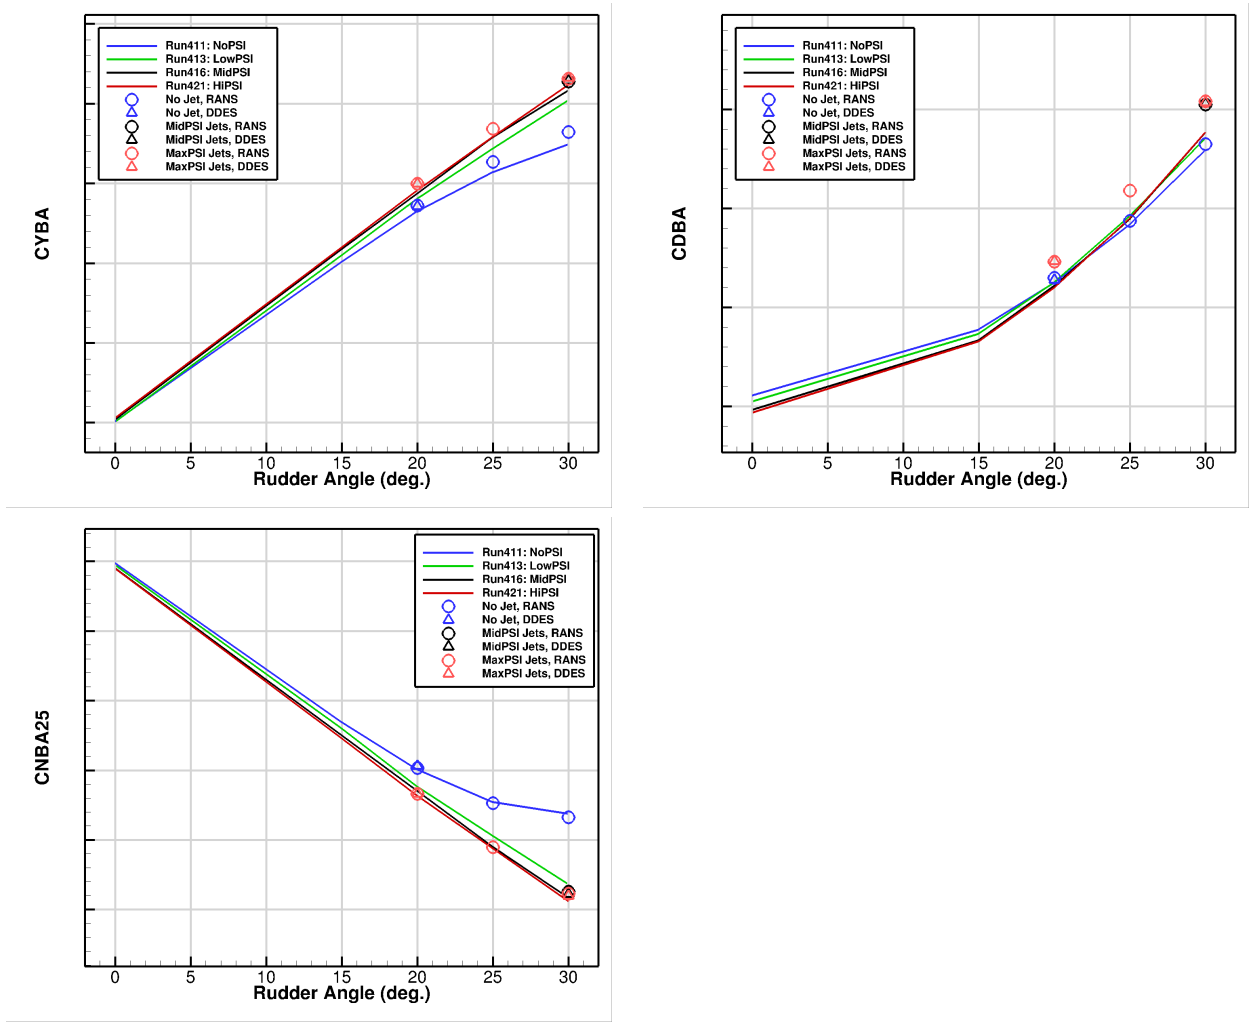 CYBA
Run411: NoPSI
Run413: LowPSI
Run416: MidPSI
Run421: HiPSI
No Jet, RANS
No Jet, DDES
MidPSI Jets, RANS
MidPSI Jets, DDES
MaxPSI Jets, RANS
MaxPSI Jets, DDES
0 5 10 15 20 25 30
Rudder Angle (deg.)
CDBA
Run411: NoPSI
Run413: LowPSI
Run416: MidPSI
Run421: HiPSI
No Jet, RANS
No Jet, DDES
MidPSI Jets, RANS
MidPSI Jets, DDES
MaxPSI Jets, RANS
MaxPSI Jets, DDES
0 5 10 15 20 25 30
Rudder Angle (deg.)
CNBA25
Run411: NoPSI
Run413: LowPSI
Run416: MidPSI
Run421: HiPSI
No Jet, RANS
No Jet, DDES
MidPSI Jets, RANS
MidPSI Jets, DDES
MaxPSI Jets, RANS
MaxPSI Jets, DDES
0 5 10 15 20 25 30
Rudder Angle (deg.)